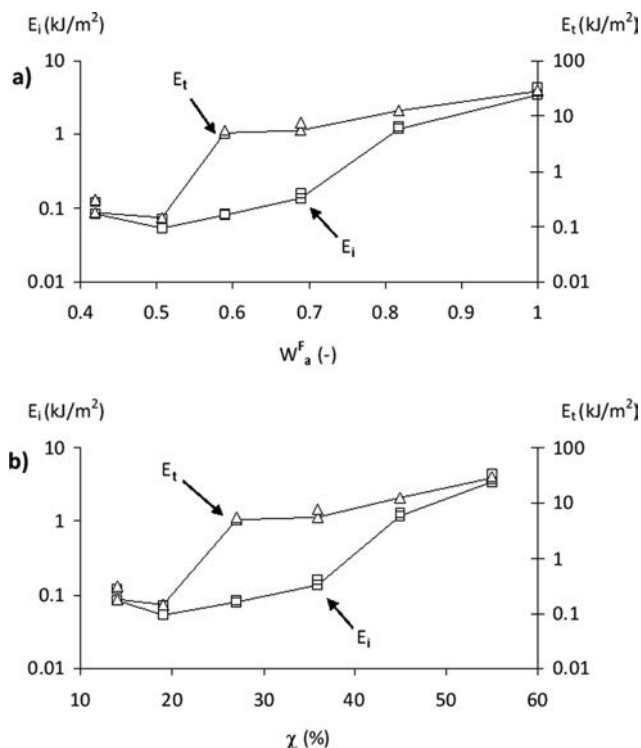 Eᵢ (kJ/m²) Eₜ (kJ/m²)
a)
10 100
Eₜ
1 10
1
0.1 0.1
Eᵢ
0.01 0.01
0.4 0.5 0.6 0.7 0.8 0.9 1
Wᶠₐ (-)
Eᵢ (kJ/m²) Eₜ (kJ/m²)
b)
10 100
Eₜ
1 10
1
0.1 0.1
Eᵢ
0.01 0.01
10 20 30 40 50 60
χ (%)